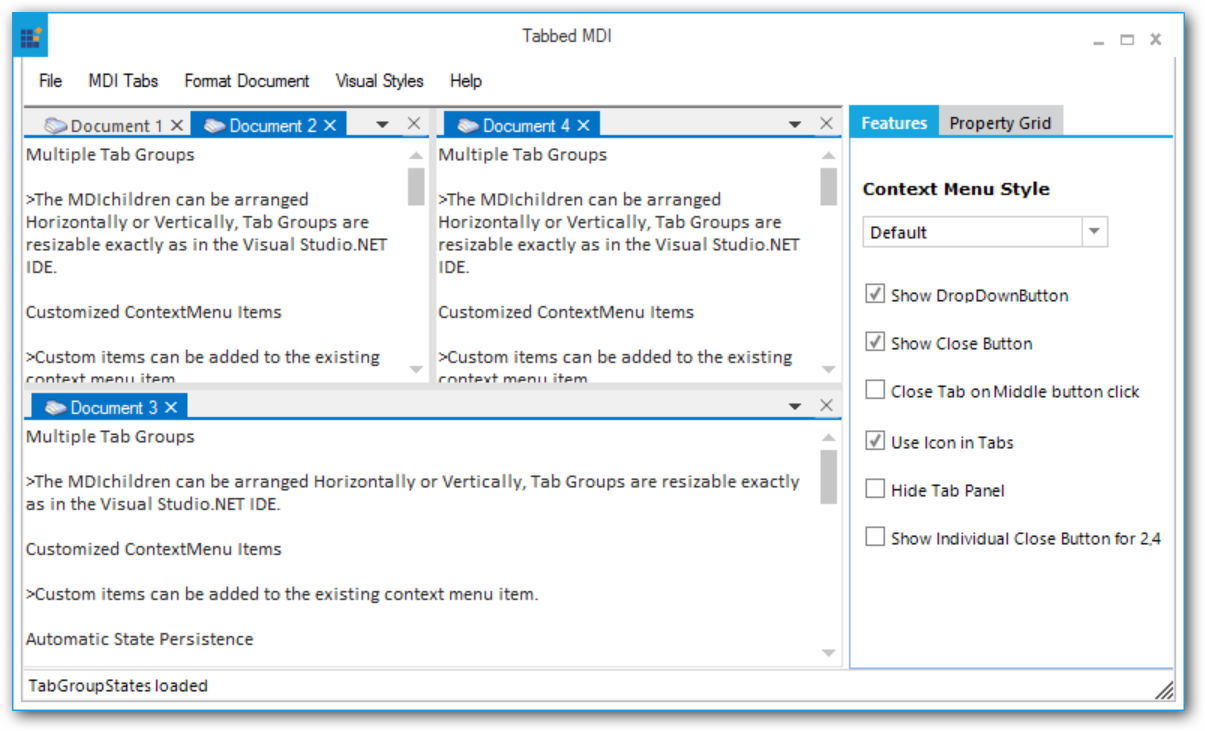 Tabbed MDI
File MDI Tabs Format Document Visual Styles Help
Document 1 Document 2
Multiple Tab Groups
>The MDIchildren can be arranged
Horizontally or Vertically, Tab Groups are
resizable exactly as in the Visual Studio.NET
IDE.
Customized ContextMenu Items
>Custom items can be added to the existing
context menu item.
Document 4
Multiple Tab Groups
>The MDIchildren can be arranged
Horizontally or Vertically, Tab Groups are
resizable exactly as in the Visual Studio.NET
IDE.
Customized ContextMenu Items
>Custom items can be added to the existing
context menu item.
Document 3
Multiple Tab Groups
>The MDIchildren can be arranged Horizontally or Vertically, Tab Groups are resizable exactly
as in the Visual Studio.NET IDE.
Customized ContextMenu Items
>Custom items can be added to the existing context menu item.
Automatic State Persistence
Features Property Grid
Context Menu Style
Default
Show DropDownButton
Show Close Button
Close Tab on Middle button click
Use Icon in Tabs
Hide Tab Panel
Show Individual Close Button for 2,4
TabGroupStates loaded